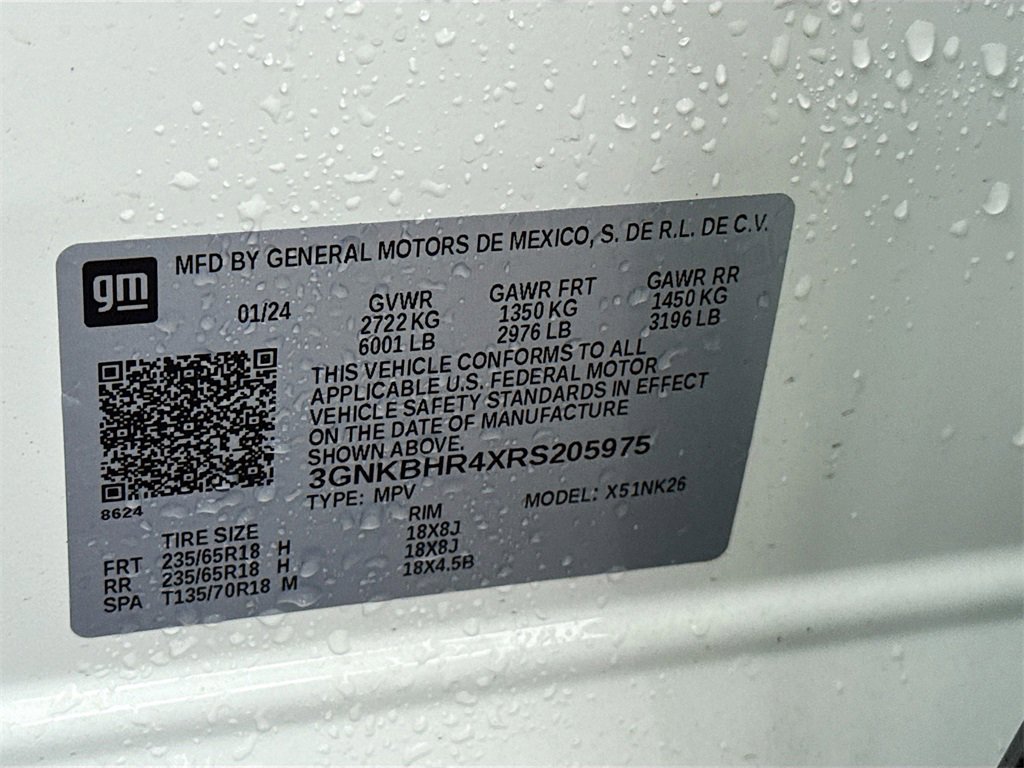 gm
MFD BY GENERAL MOTORS DE MEXICO, S. DE R.L. DE C.V.
01/24 GVWR GAWR FRT GAWR RR
2722 KG 1350 KG 1450 KG
6001 LB 2976 LB 3196 LB
THIS VEHICLE CONFORMS TO ALL
APPLICABLE U.S. FEDERAL MOTOR
VEHICLE SAFETY STANDARDS IN EFFECT
ON THE DATE OF MANUFACTURE
SHOWN ABOVE.
3GNKBHR4XRS205975
TYPE: MPV MODEL: X51NK26
8624
TIRE SIZE RIM
FRT 235/65R18 H 18X8J
RR 235/65R18 H 18X8J
SPA T135/70R18 M 18X4.5B